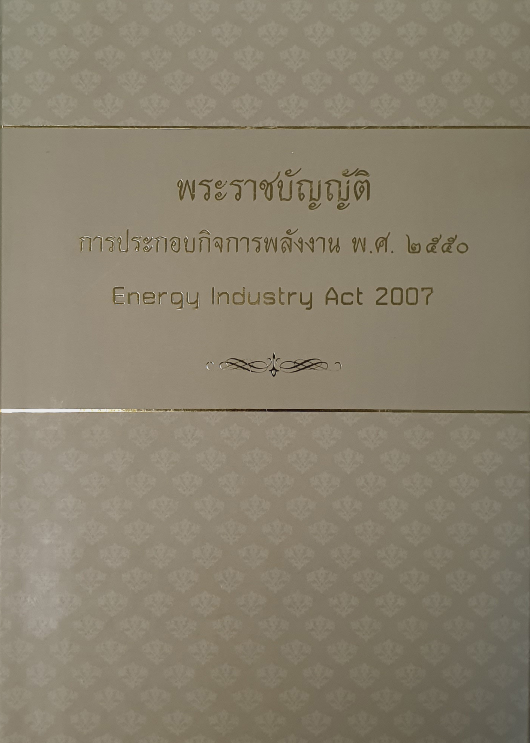 พระราชบัญญัติ
การประกอบกิจการพลังงาน พ.ศ. ๒๕๕๐
Energy Industry Act 2007